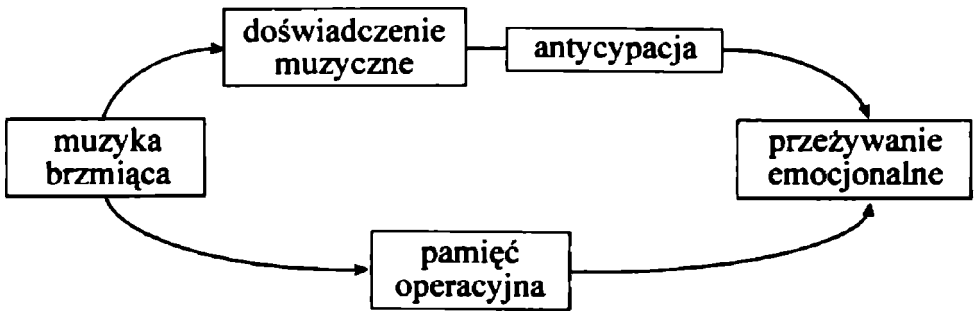 doświadczenie
muzyczne
antycypacja
muzyka
brzmiąca
przeżywanie
emocjonalne
pamięć
operacyjna